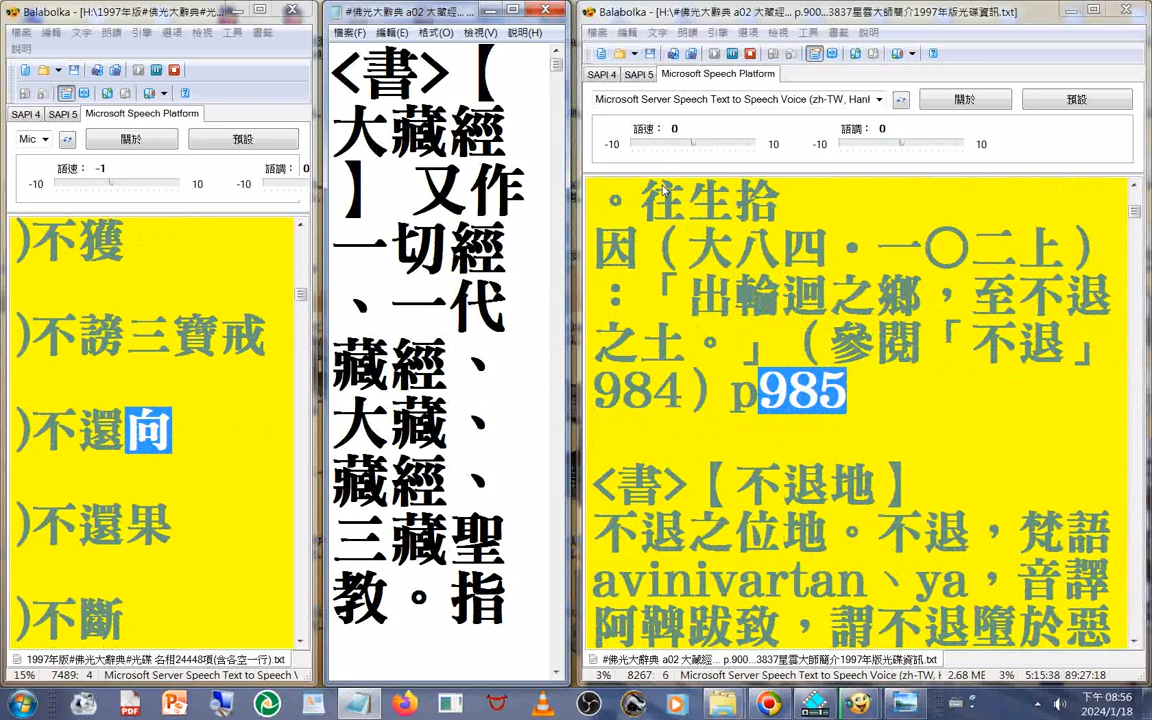 Balabolka - [H:\1997年版#佛光大辭典#光...
檔案 編輯 文字 朗讀 引擎 選項 檢視 工具 書籤
說明
SAPI 4 SAPI 5 Microsoft Speech Platform
Mic 關於 預設
語速： -1 語調： 0
-10 10 -10
)不獲
)不謗三寶戒
)不還向
)不還果
)不斷
1997年版#佛光大辭典#光碟 名相24448項(含各空一行).txt
15% 7489: 4 Microsoft Server Speech Text to Speech V
#佛光大辭典 a02 大藏經... ...
檔案(F) 編輯(E) 格式(O) 檢視(V) 說明(H)
<書>【
大藏經
】 又作
一切經
、一代
藏經、
大藏、
藏經、
三藏聖
教。指
Balabolka - [H:\#佛光大辭典 a02 大藏經... p.900...3837星雲大師簡介1997年版光碟資訊.txt]
檔案 編輯 文字 朗讀 引擎 選項 檢視 工具 書籤 說明
SAPI 4 SAPI 5 Microsoft Speech Platform
Microsoft Server Speech Text to Speech Voice (zh-TW, Hanl 關於 預設
語速： 0 語調： 0
-10 10 -10 10
。往生拾
因（大八四‧一〇二上）
：「出輪迴之鄉，至不退
之土。」（參閱「不退」
984）p985
<書>【不退地】
不退之位地。不退，梵語
avinivartan、ya，音譯
阿鞞跋致，謂不退墮於惡
#佛光大辭典 a02 大藏經... p.900...3837星雲大師簡介1997年版光碟資訊.txt
3% 8267: 6 Microsoft Server Speech Text to Speech Voice (zh-TW, H 2.68 ME 3% 5:15:38 89:27:18
下午 08:56
2024/1/18